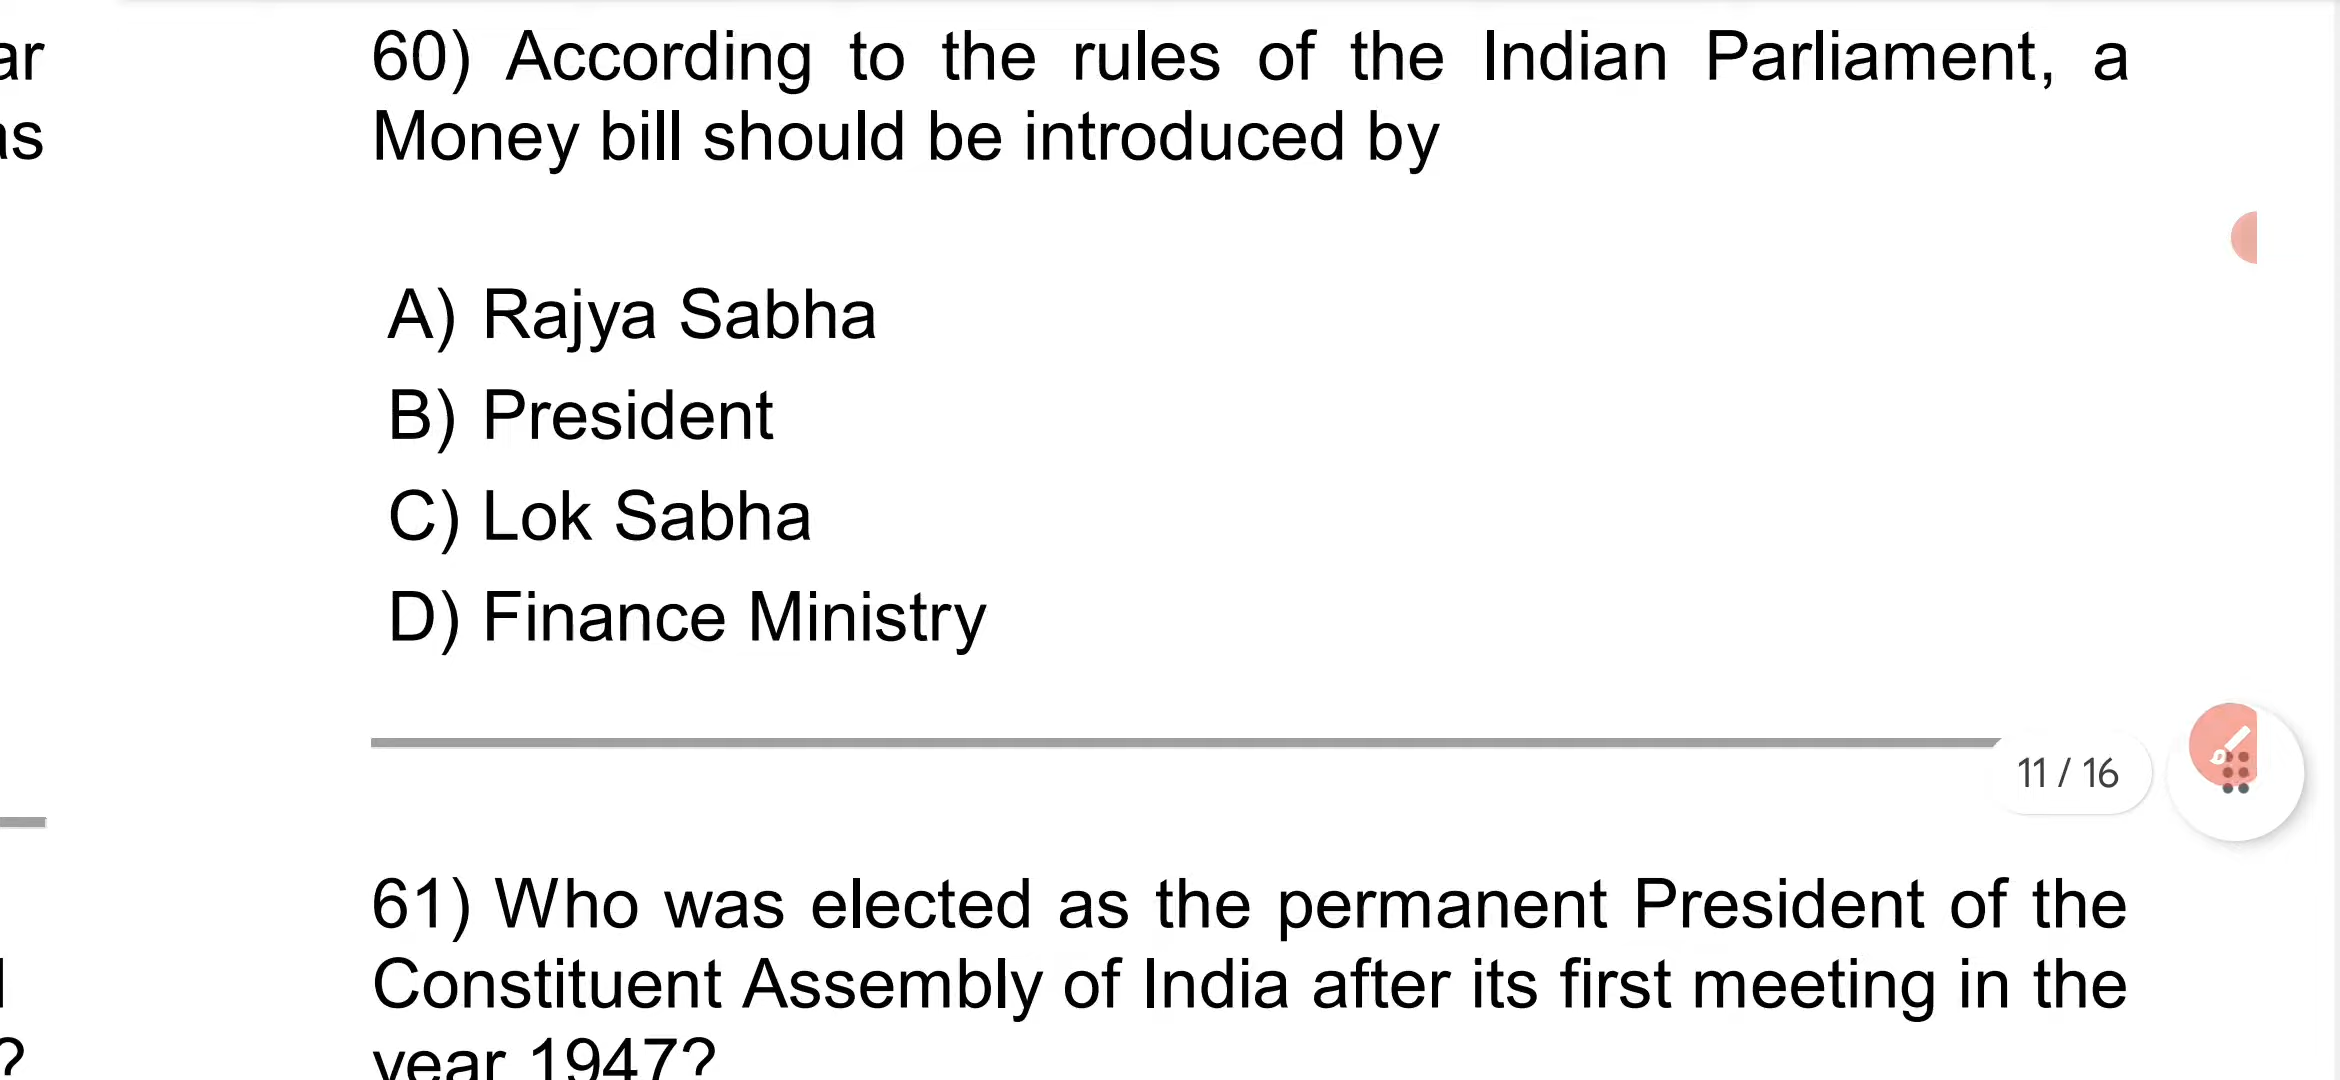 ar
as
60) According to the rules of the Indian Parliament, a
Money bill should be introduced by
A) Rajya Sabha
B) President
C) Lok Sabha
D) Finance Ministry
11 / 16
61) Who was elected as the permanent President of the
Constituent Assembly of India after its first meeting in the
year 1947?
?